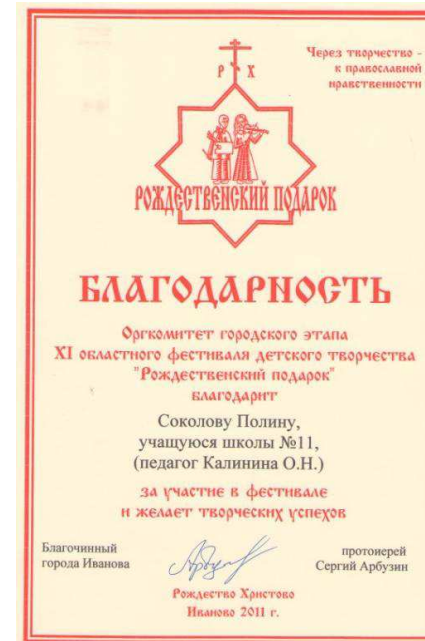 Через творчество -
к православной
нравственности
Р Х
РОЖДЕСТВЕНСКИЙ ПОДАРОК
БЛАГОДАРНОСТЬ
Оргкомитет городского этапа
XI областного фестиваля детского творчества
"Рождественский подарок"
благодарит
Соколову Полину,
учащуюся школы №11,
(педагог Калинина О.Н.)
за участие в фестивале
и желает творческих успехов
Благочинный
города Иванова
протоиерей
Сергий Арбузин
Рождество Христово
Иваново 2011 г.